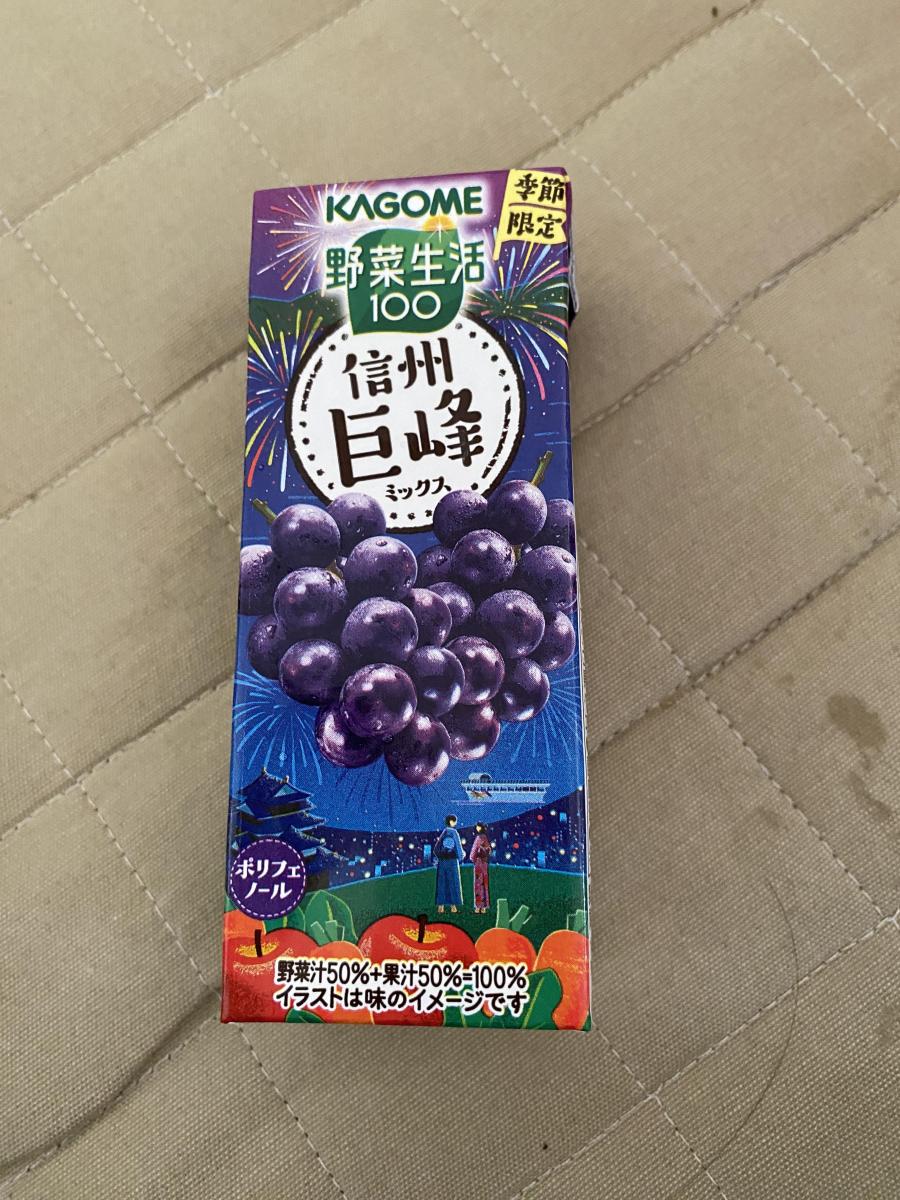 KAGOME
季節
限定
野菜生活
100
信州
巨峰
ミックス
ポリフェ
ノール
野菜汁50%+果汁50%=100%
イラストは味のイメージです